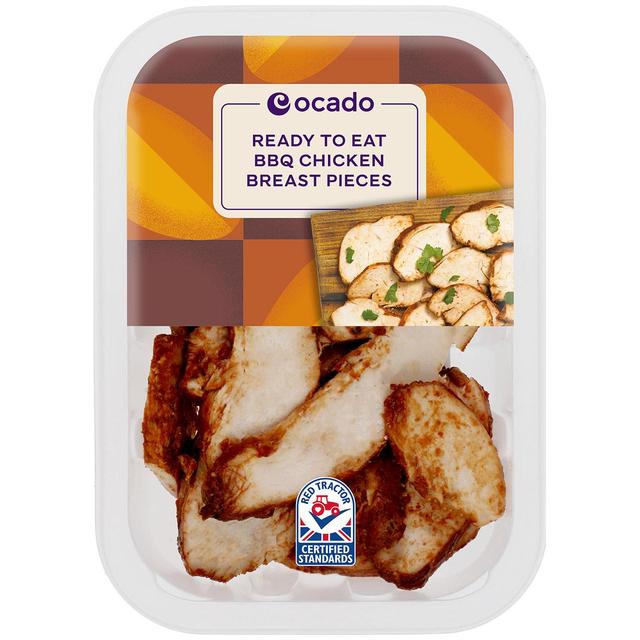 ocado
READY TO EAT
BBQ CHICKEN
BREAST PIECES
RED TRACTOR
CERTIFIED
STANDARDS